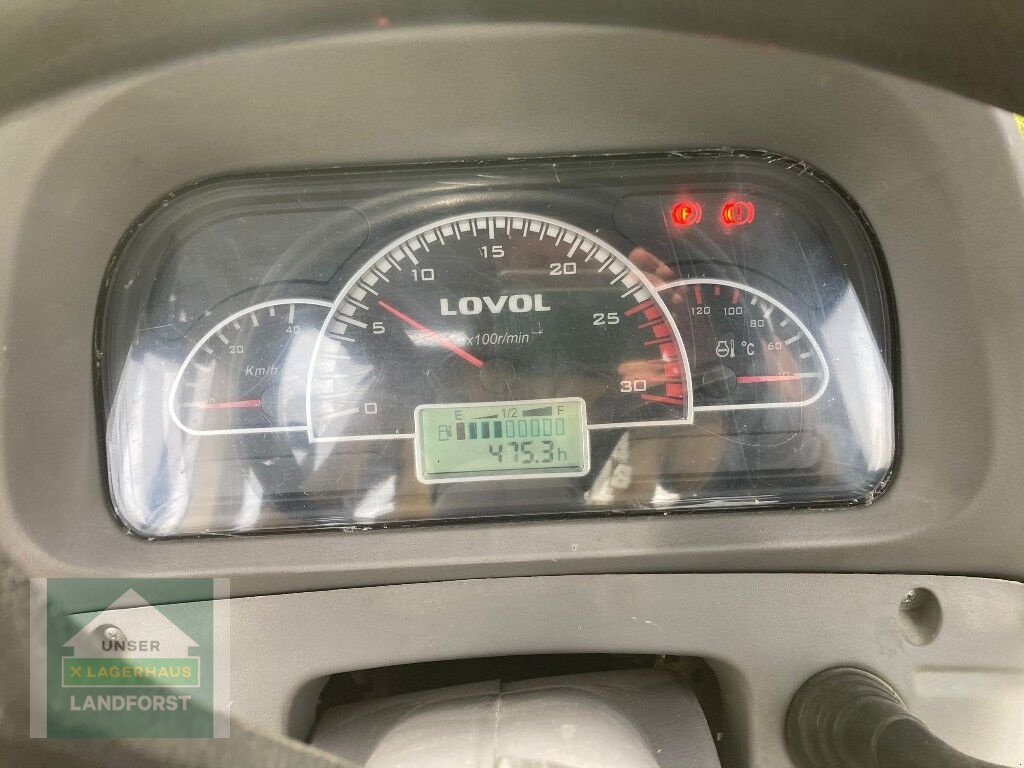 15
10
20
5
25
0
30
LOVOL
x100r/min
40
20
Km/h
120
100
80
60
°C
E 1/2 F
475.3h
UNSER
X LAGERHAUS
LANDFORST